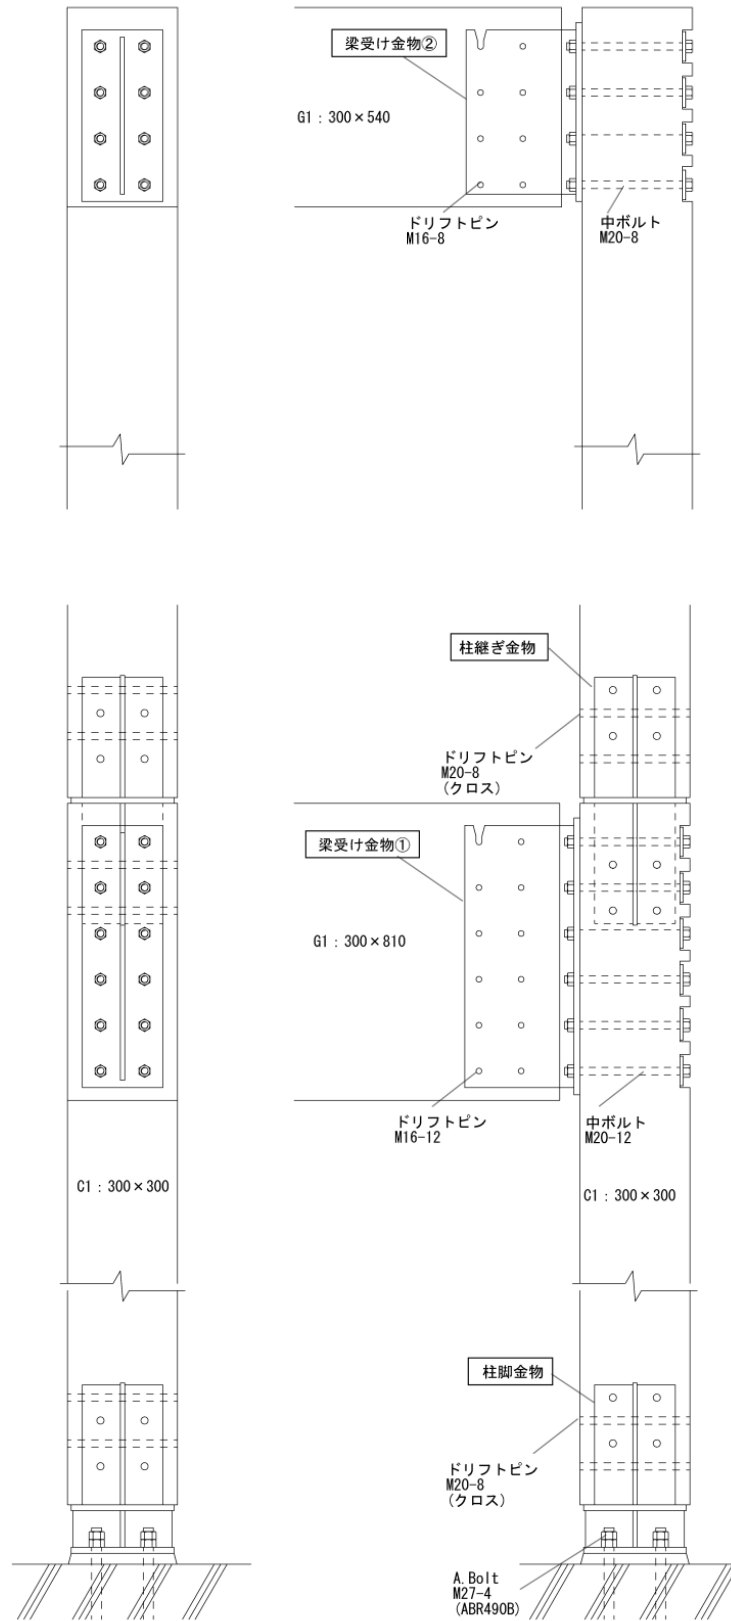 梁受け金物②
G1 : 300×540
ドリフトピン
M16-8
中ボルト
M20-8
柱継ぎ金物
ドリフトピン
M20-8
(クロス)
梁受け金物①
G1 : 300×810
ドリフトピン
M16-12
中ボルト
M20-12
C1 : 300×300
C1 : 300×300
柱脚金物
ドリフトピン
M20-8
(クロス)
A.Bolt
M27-4
(ABR490B)